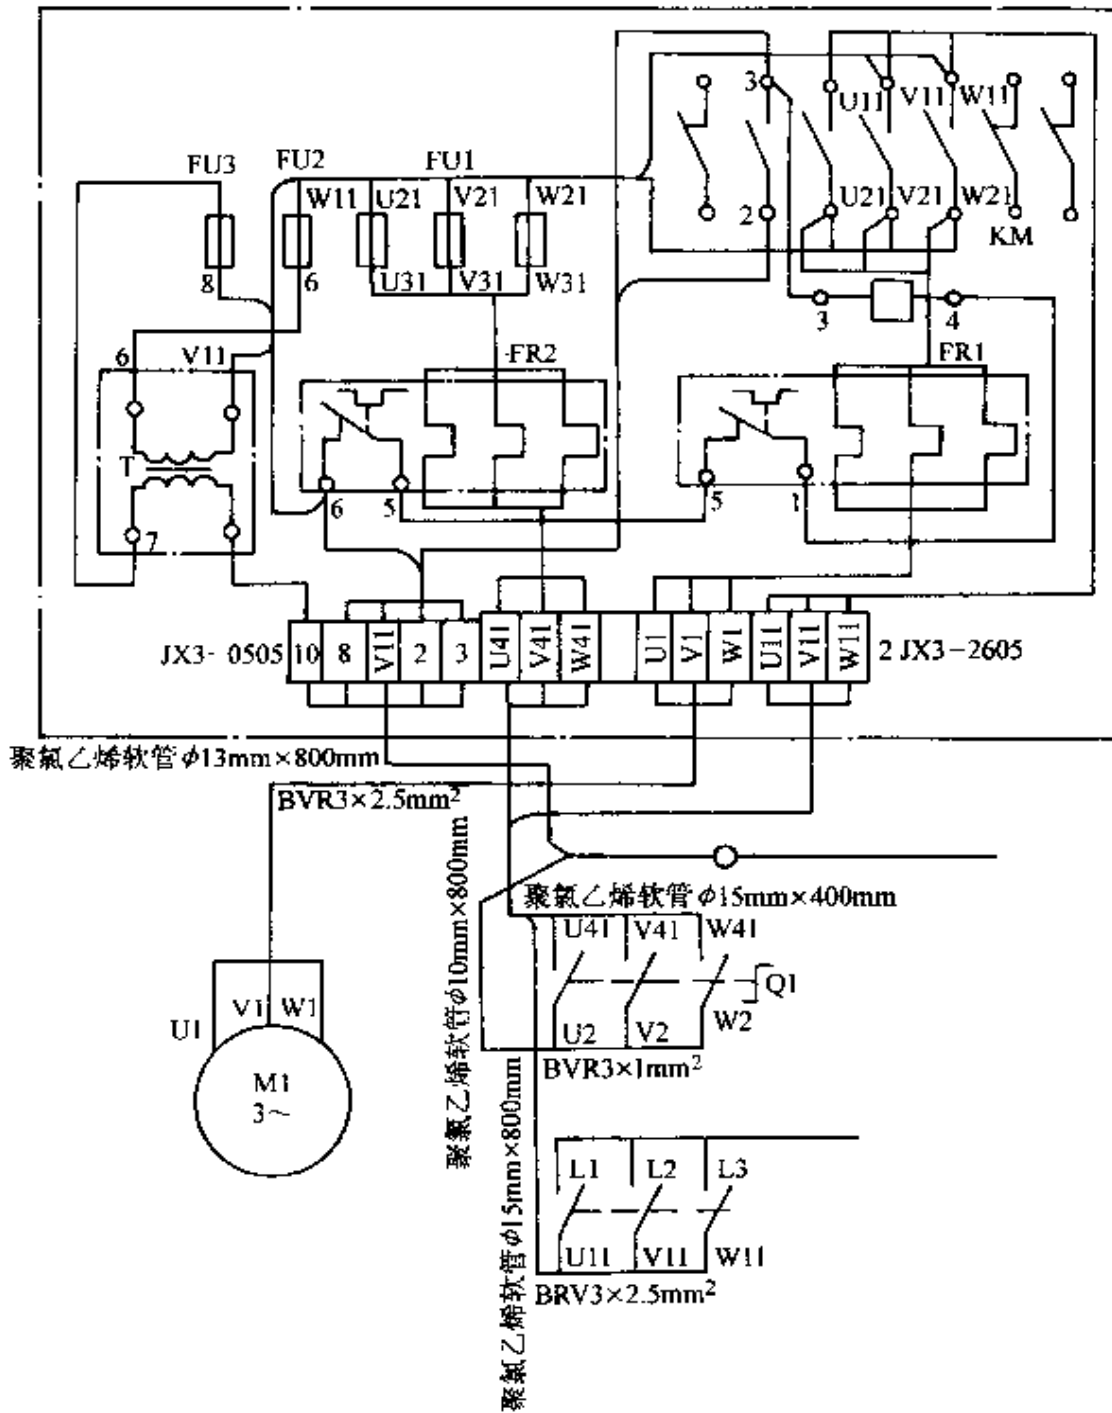 3
U11
V11
W11
FU3
FU2
FU1
W11
U21
V21
W21
2
U21
V21
W21
KM
8
6
U31
V31
W31
3
4
6
V11
FR2
FR1
T
7
6
5
5
1
JX3- 0505
10
8
V11
2
3
U41
V41
W41
U1
V1
W1
U11
V11
W11
2 JX3-2605
聚氯乙烯软管ϕ13mm×800mm
BVR3×2.5mm²
聚氯乙烯软管ϕ10mm×800mm
聚氯乙烯软管ϕ15mm×400mm
U41
V41
W41
Q1
U2
V2
W2
BVR3×1mm²
U1
V1
W1
M1
3～
聚氯乙烯软管ϕ15mm×800mm
L1
L2
L3
U11
V11
W11
BRV3×2.5mm²